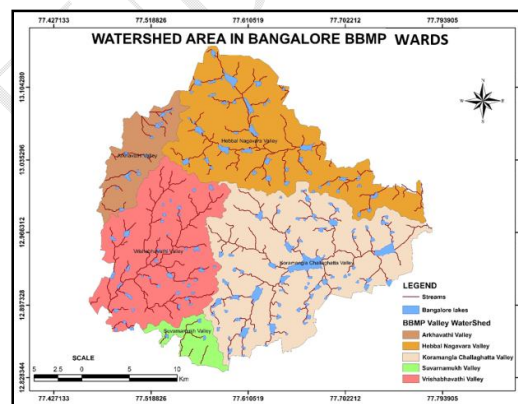 77.427133 77.518826 77.610519 77.702212 77.793905
WATERSHED AREA IN BANGALORE BBMP WARDS
13.104280
13.035296
12.966312
12.897328
12.828344
N
Hebbal Nagavara Valley
Arkhavathi Valley
Vrishabhavathi Valley
Koramangla Challaghatta Valley
Suvarnamukh Valley
LEGEND
Streams
Bangalore lakes
BBMP Valley WaterShed
Arkhavathi Valley
Hebbal Nagavara Valley
Koramangla Challaghatta Valley
Suvarnamukh Valley
Vrishabhavathi Valley
SCALE
5 2.5 0 5 10
Km
77.427133 77.518826 77.610519 77.702212 77.793905